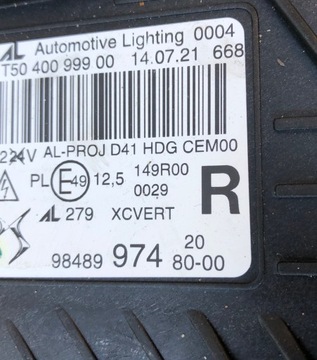 AL Automotive Lighting 0004
T50 400 999 00 14.07.21 668
AL-PROJ D41 HDG CEM00
PL E49 12,5 149R00
0029
R
AL 279 XCVERT
98489 974 20
80-00